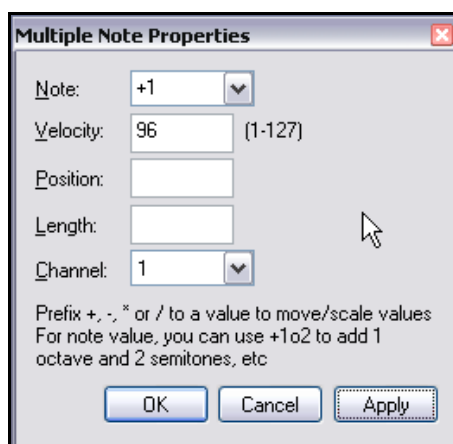 Multiple Note Properties
Note: +1
Velocity: 96 (1-127)
Position:
Length:
Channel: 1
Prefix +, -, * or / to a value to move/scale values
For note value, you can use +1o2 to add 1
octave and 2 semitones, etc
OK Cancel Apply